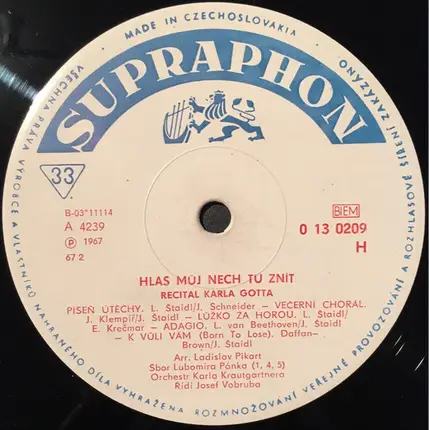 MADE IN CZECHOSLOVAKIA
SUPRAPHON
VŠECHNA PRÁVA VÝROBCE A VLASTNÍKŮ NAHRANÉHO DÍLA VYHRAŽENA ROZMNOŽOVÁNÍ VEŘEJNÉ PROVOZOVÁNÍ A ROZHLASOVÉ ŠÍŘENÍ ZAKÁZÁNO
33
B-03*11114
A 4239
Ⓟ 1967
67 2
BIEM
0 13 0209
H
HLAS MŮJ NECH TU ZNÍT
RECITAL KARLA GOTTA
PÍSEŇ ÚTĚCHY. L. Štaidl/J. Schneider – VEČERNÍ CHORÁL.
J. Klempíř/J. Štaidl – LŮŽKO ZA HOROU. L. Štaidl/
E. Krečmar – ADAGIO. L. van Beethoven/J. Štaidl
– K VŮLI VÁM (Born To Lose). Daffan–
Brown/J. Štaidl
Arr. Ladislav Pikart
Sbor Lubomíra Pánka (1, 4, 5)
Orchestr Karla Krautgartnera
Řídí Josef Vobruba